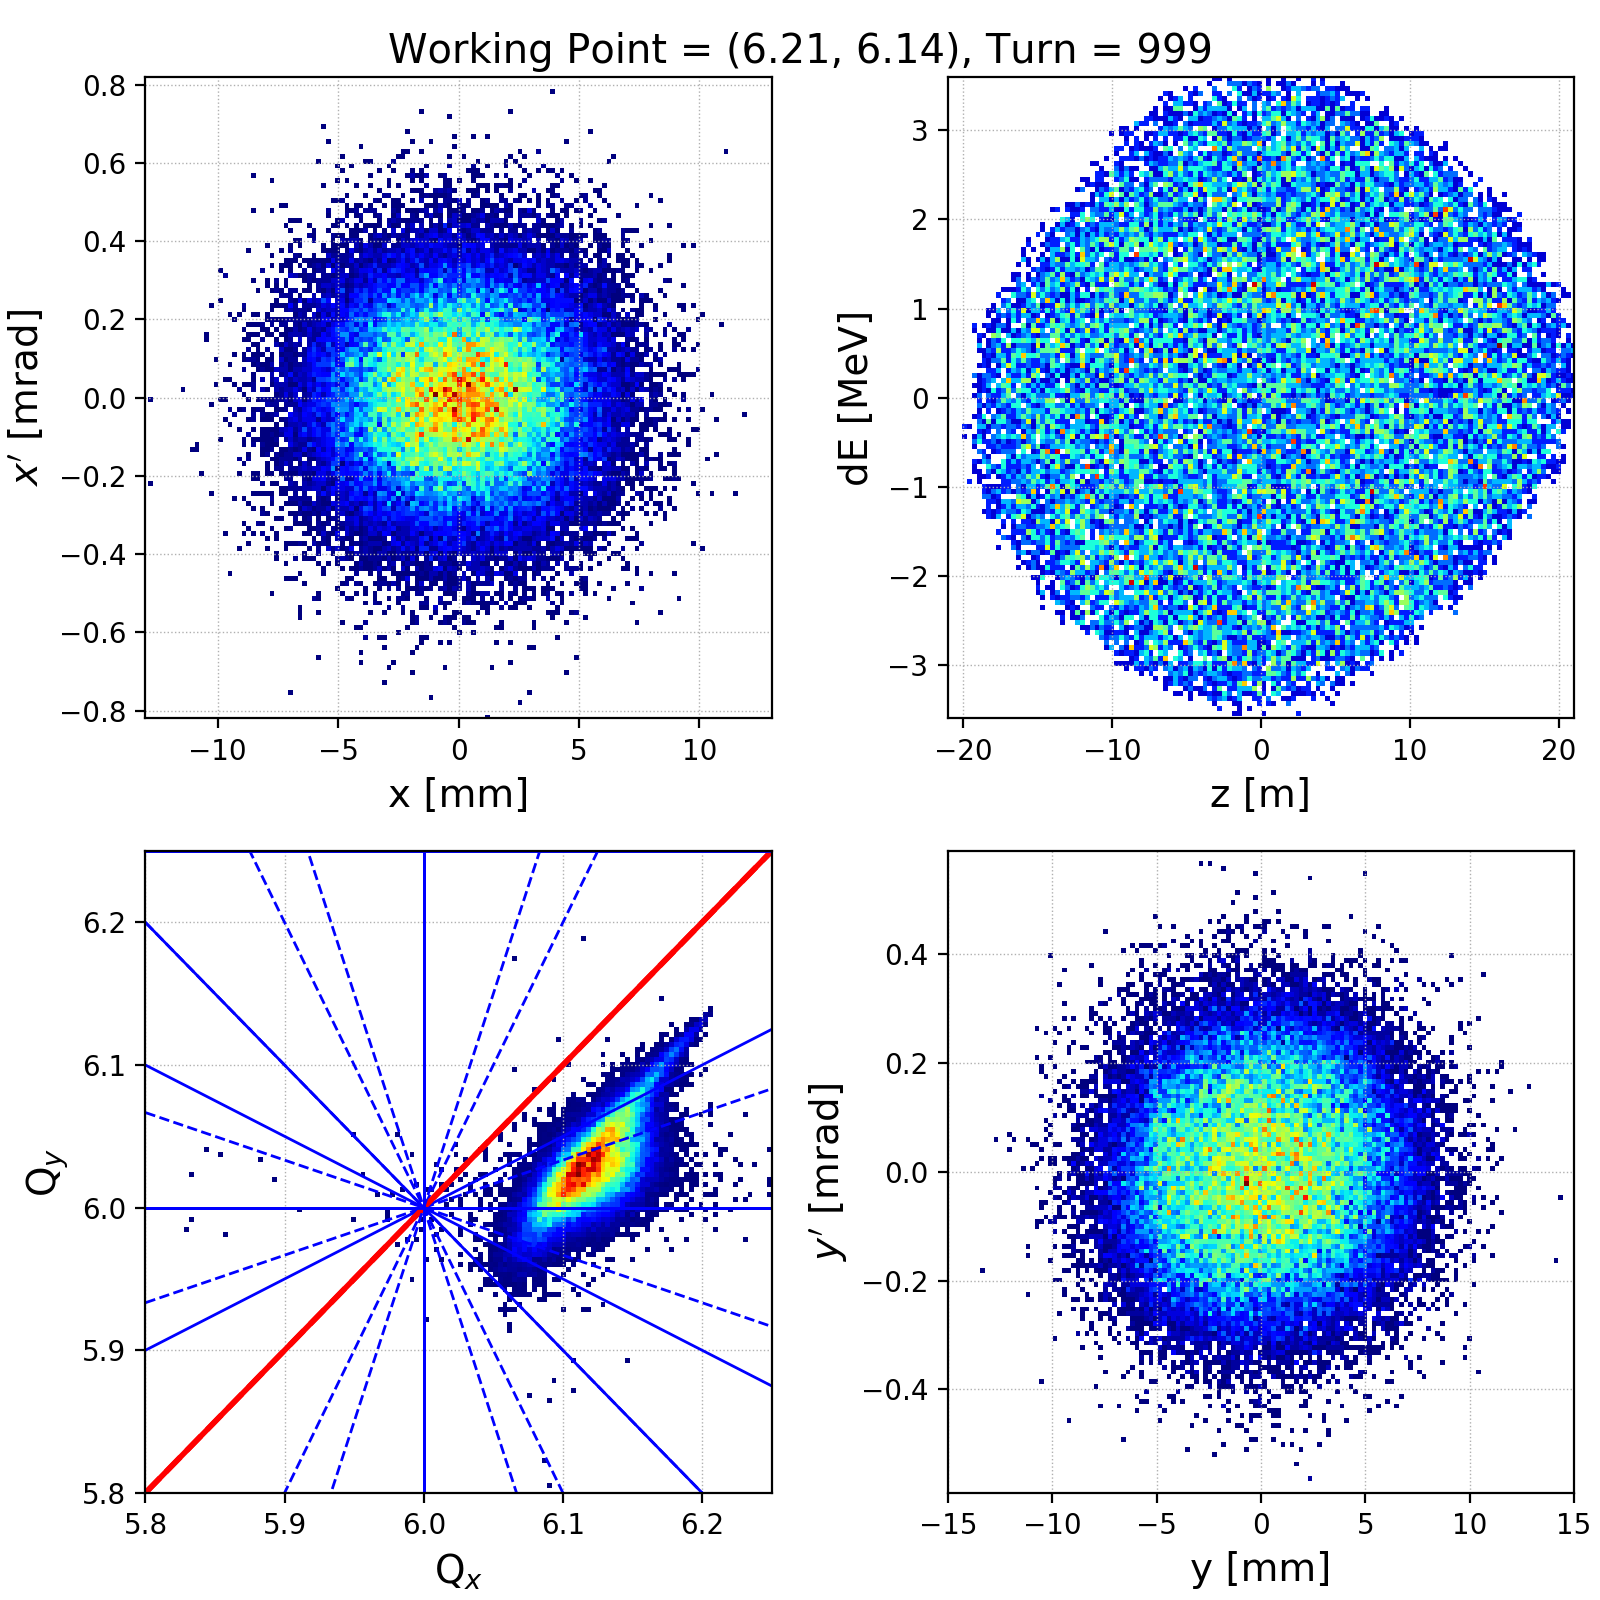 Working Point = (6.21, 6.14), Turn = 999
0.8
0.6
0.4
0.2
0.0
−0.2
−0.4
−0.6
−0.8
x′ [mrad]
−10 −5 0 5 10
x [mm]
3
2
1
0
−1
−2
−3
dE [MeV]
−20 −10 0 10 20
z [m]
6.2
6.1
6.0
5.9
5.8
Qy
5.8 5.9 6.0 6.1 6.2
Qx
0.4
0.2
0.0
−0.2
−0.4
y′ [mrad]
−15 −10 −5 0 5 10 15
y [mm]